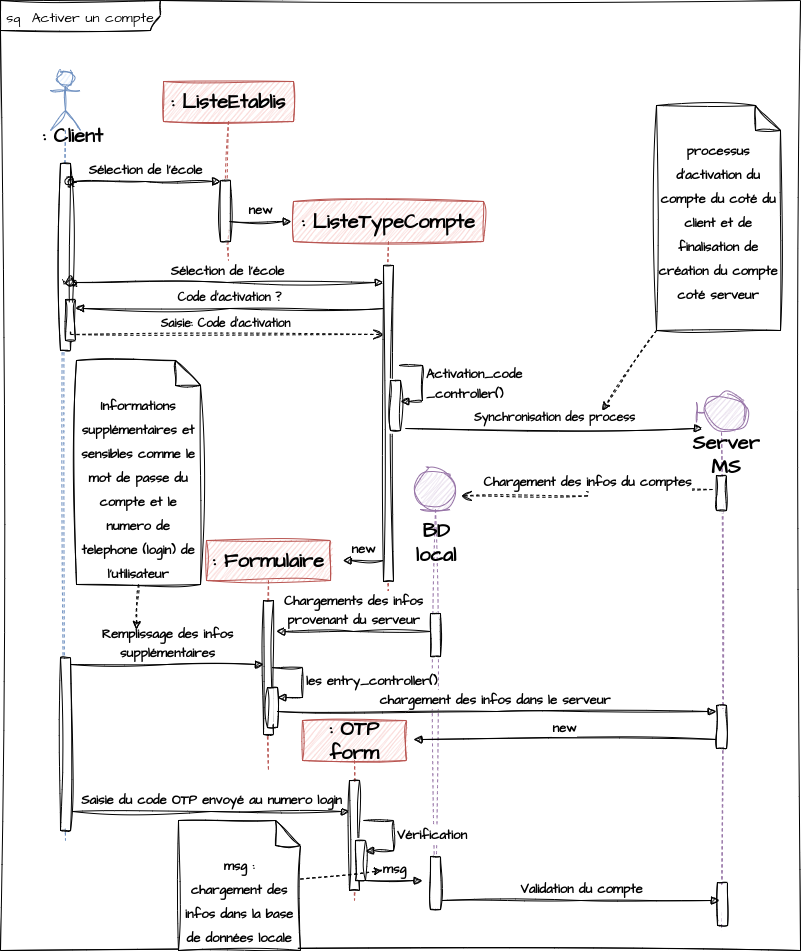 sq Activer un compte
: Client
: ListeEtablis
Sélection de l'école
new
: ListeTypeCompte
processus
d'activation du
compte du coté du
client et de
finalisation de
création du compte
coté serveur
Sélection de l'école
Code d'activation ?
Saisie: Code d'activation
Activation_code
_controller()
Synchronisation des process
Server
MS
Informations
supplémentaires et
sensibles comme le
mot de passe du
compte et le
numero de
telephone (login) de
l'utilisateur
Chargement des infos du comptes
BD
local
new
: Formulaire
Chargements des infos
provenant du serveur
Remplissage des infos
supplémentaires
les entry_controller()
chargement des infos dans le serveur
new
: OTP
form
Saisie du code OTP envoyé au numero login
Vérification
msg
msg :
chargement des
infos dans la base
de données locale
Validation du compte